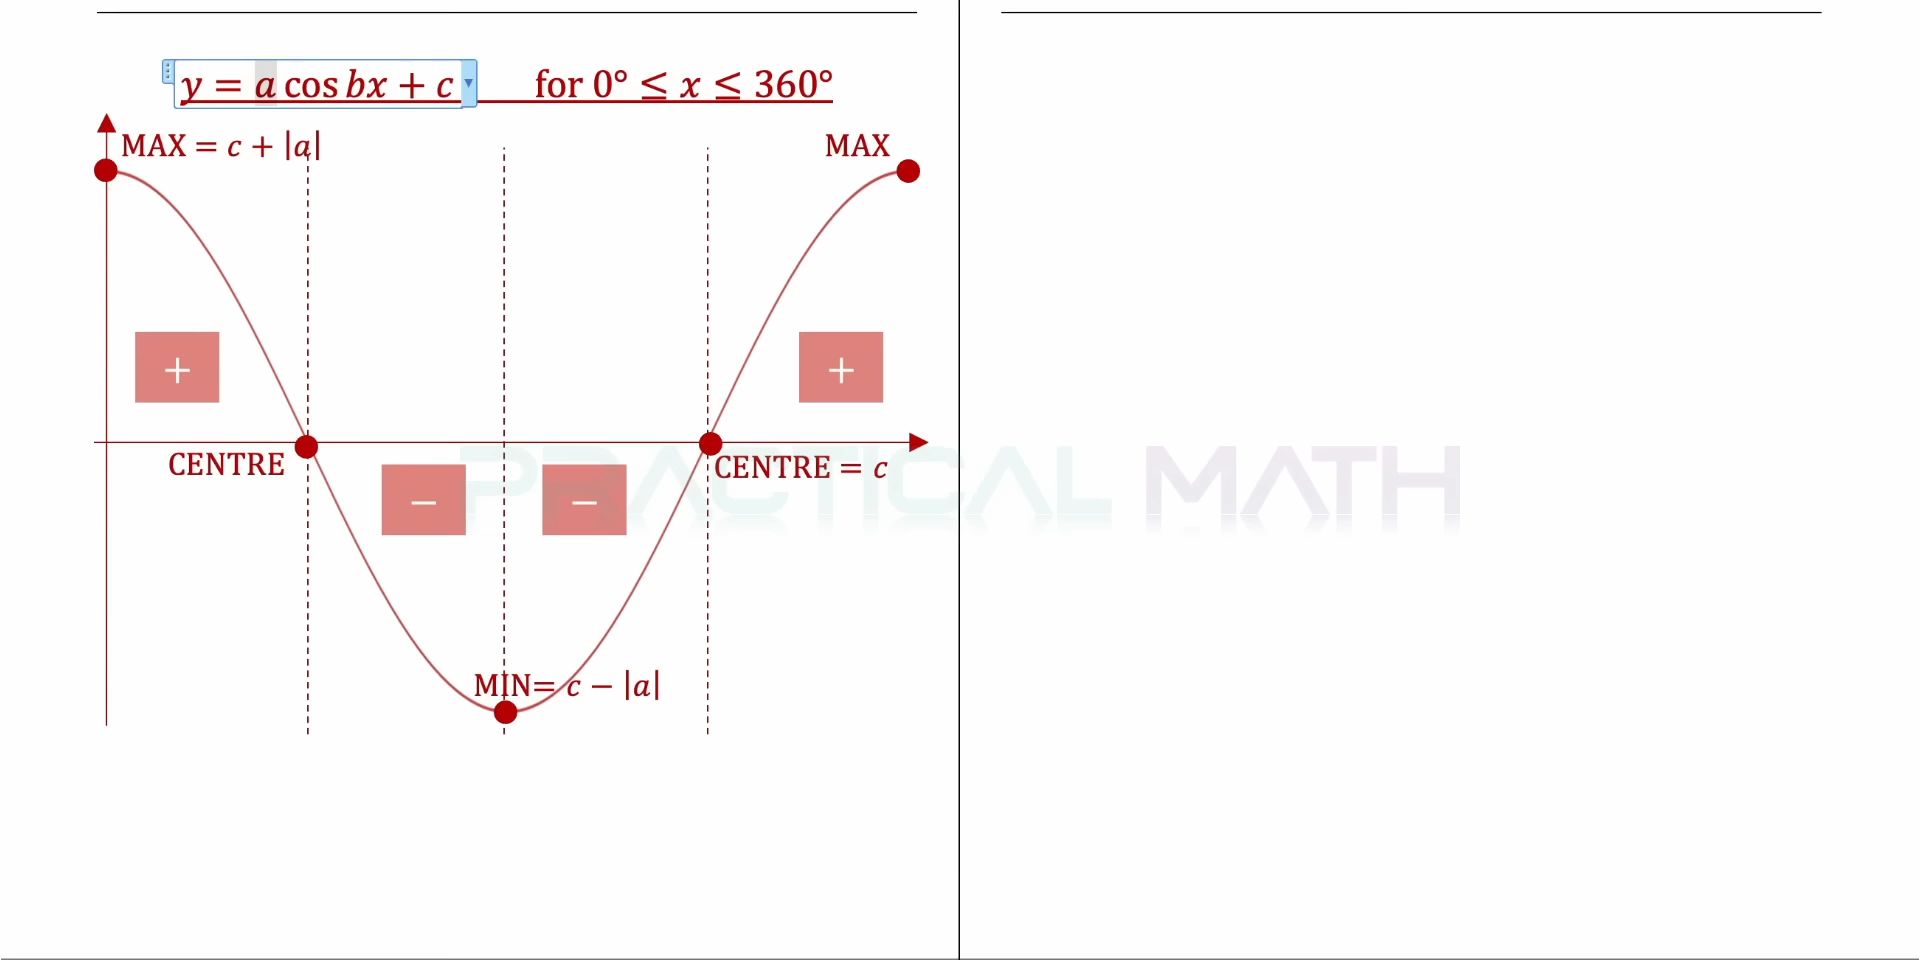 y = a cos bx + c for 0° ≤ x ≤ 360°
MAX = c + |a|
MAX
+
+
CENTRE
CENTRE = c
PRACTICAL MATH
−
−
MIN= c − |a|